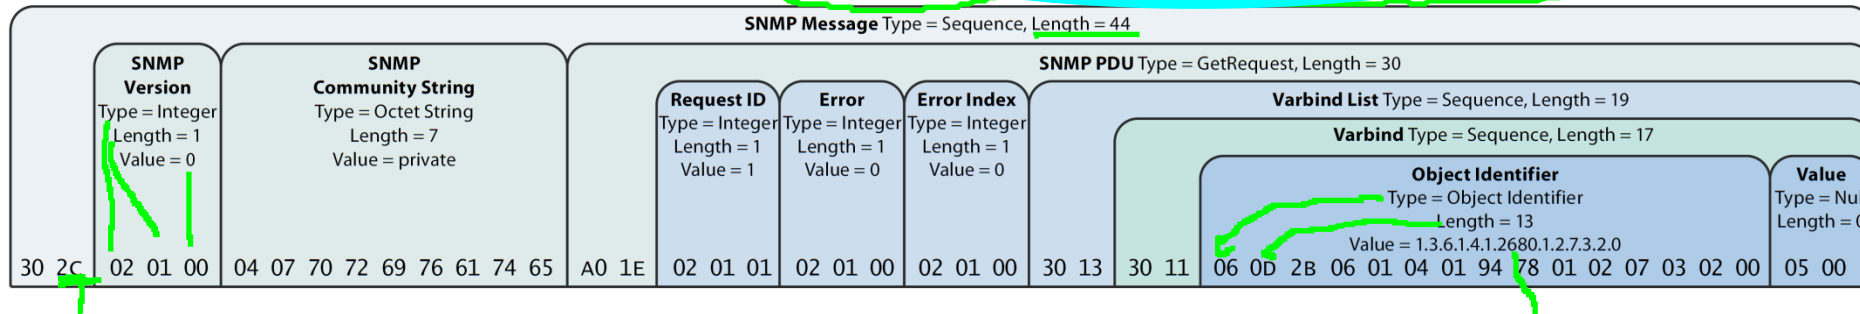 SNMP Message Type = Sequence, Length = 44
SNMP Version Type = Integer Length = 1 Value = 0
SNMP Community String Type = Octet String Length = 7 Value = private
SNMP PDU Type = GetRequest, Length = 30
Request ID Type = Integer Length = 1 Value = 1
Error Type = Integer Length = 1 Value = 0
Error Index Type = Integer Length = 1 Value = 0
Varbind List Type = Sequence, Length = 19
Varbind Type = Sequence, Length = 17
Object Identifier Type = Object Identifier Length = 13 Value = 1.3.6.1.4.1.2680.1.2.7.3.2.0
Value Type = Nu Length =
30 2C 02 01 00 04 07 70 72 69 76 61 74 65 A0 1E 02 01 01 02 01 00 02 01 00 30 13 30 11 06 0D 2B 06 01 04 01 94 78 01 02 07 03 02 00 05 00